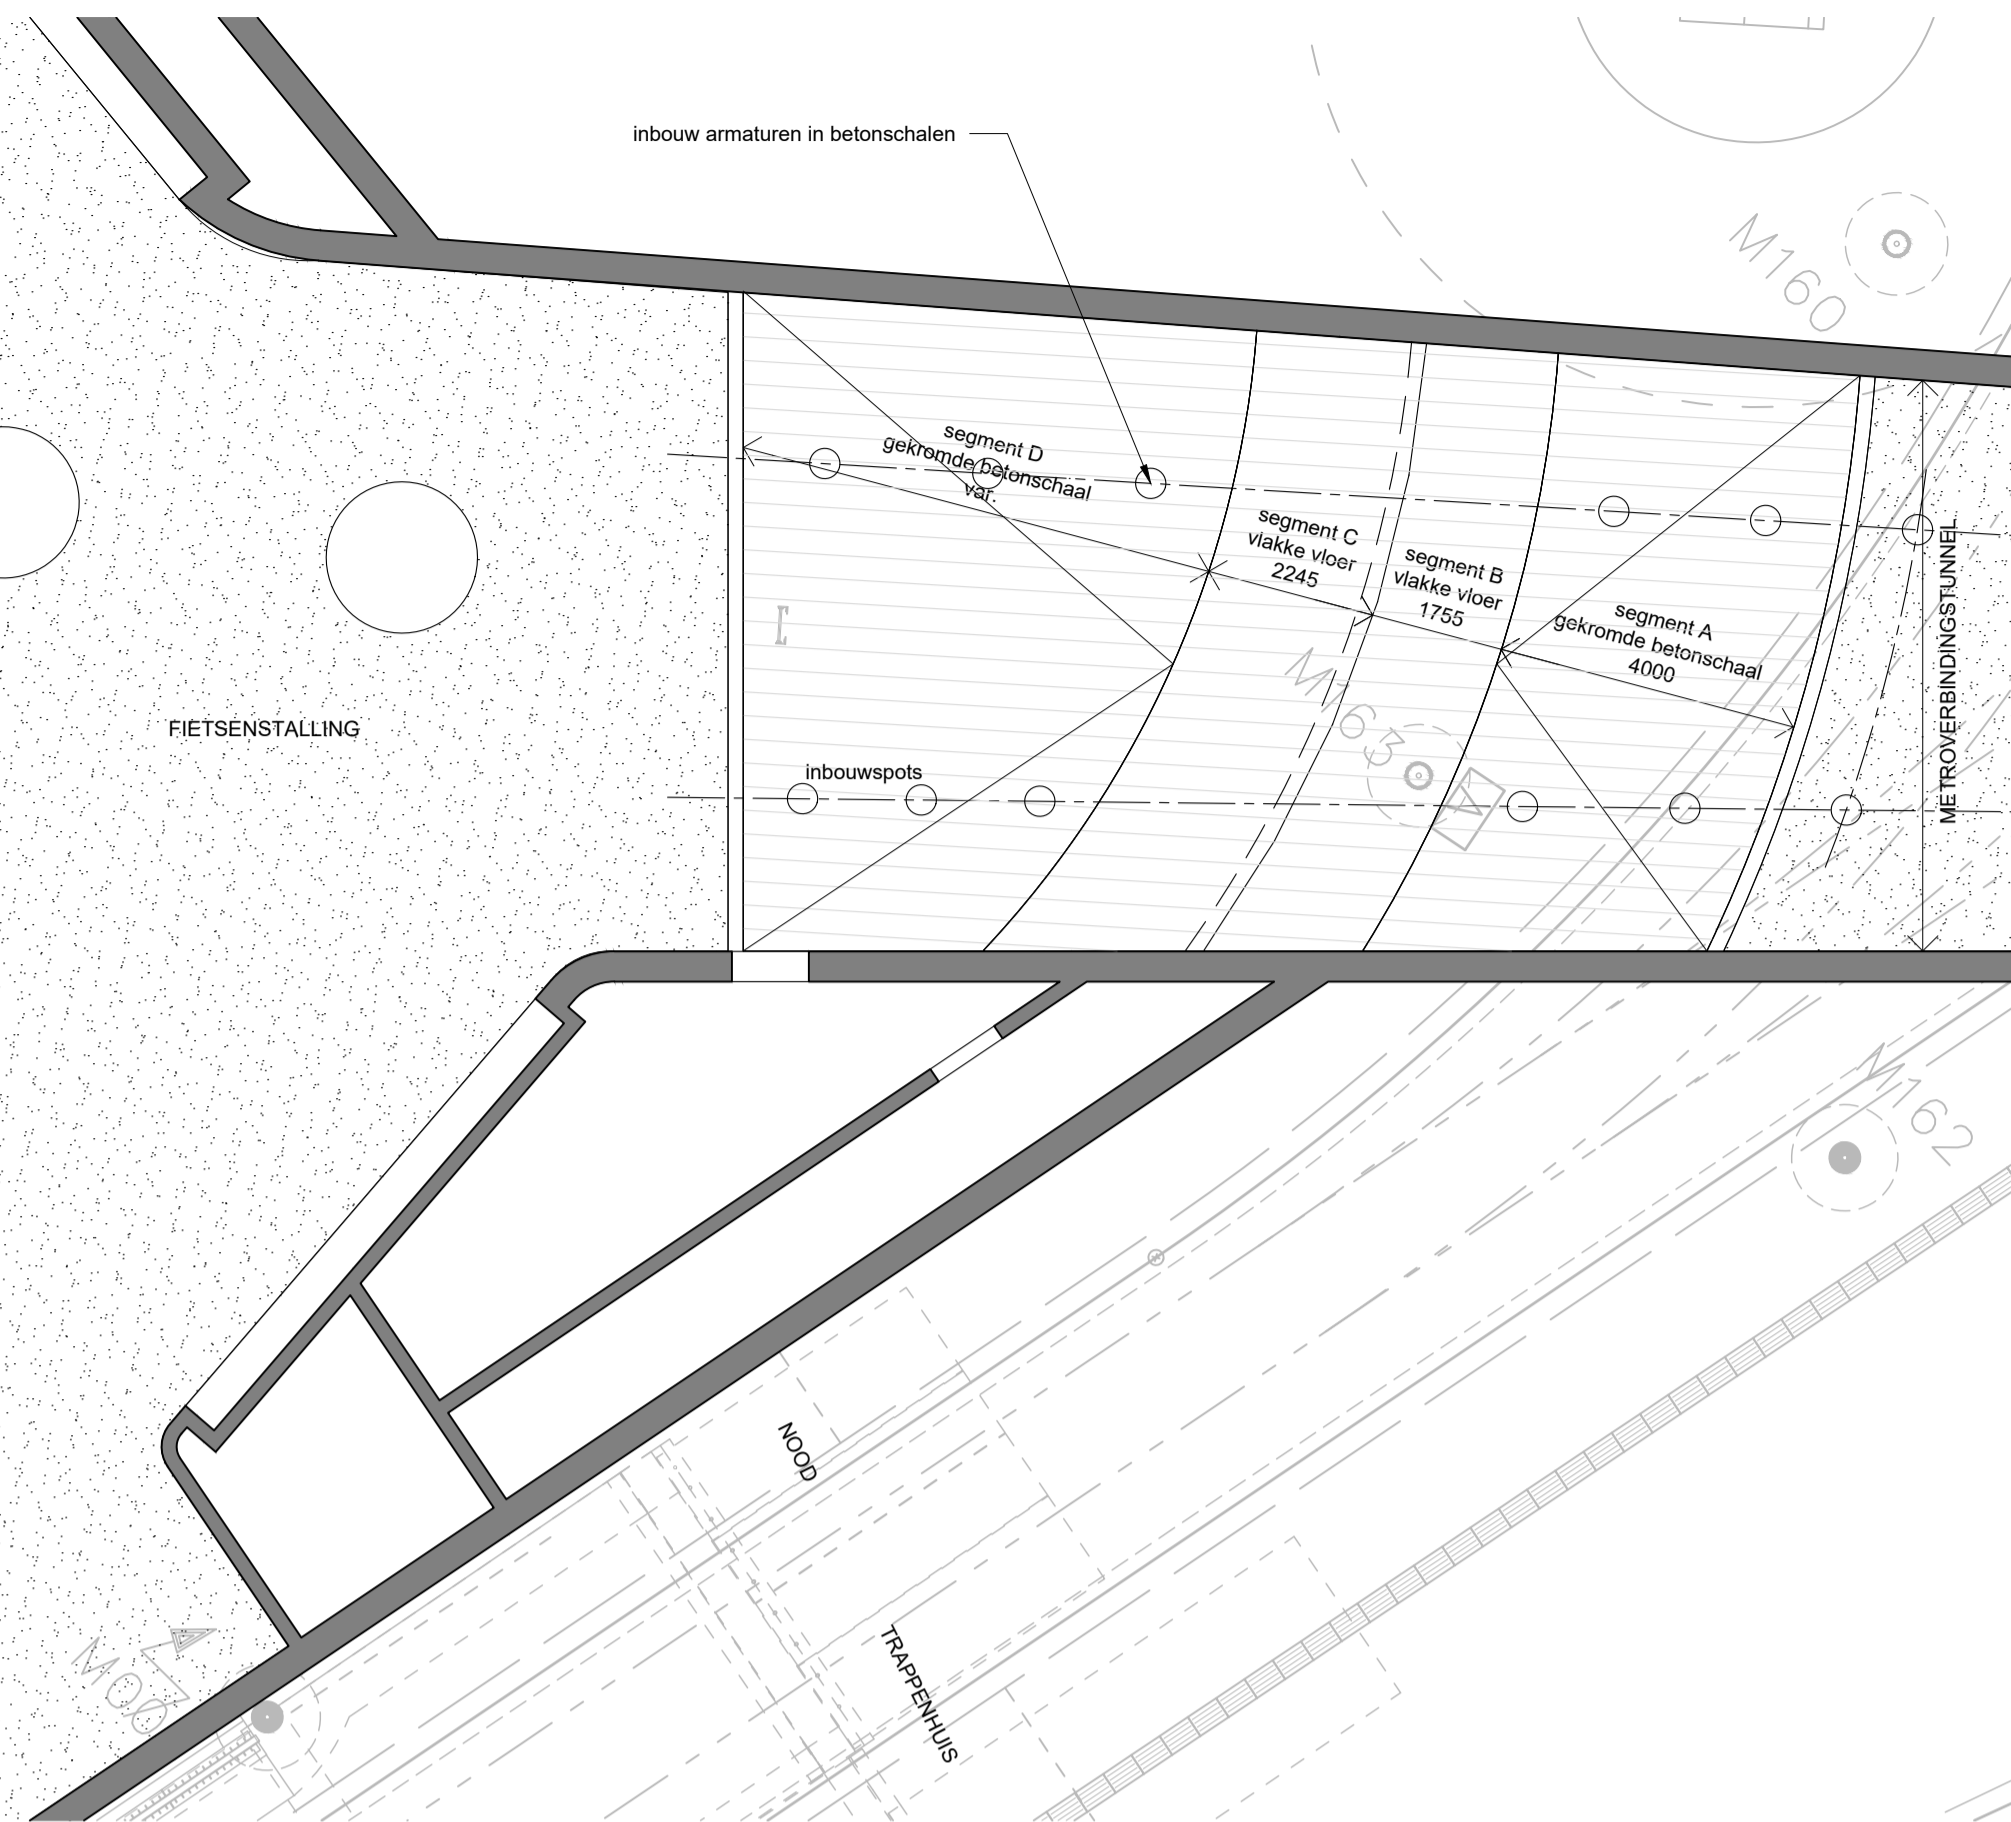 inbouw armaturen in betonschalen
M160
segment D
gekromde betonschaal
var.
segment C
vlakke vloer
2245
segment B
vlakke vloer
1755
segment A
gekromde betonschaal
4000
METROVERBINDINGSTUNNEL
M163
FIETSENSTALLING
inbouwspots
M162
NOOD
TRAPPENHUIS
M00